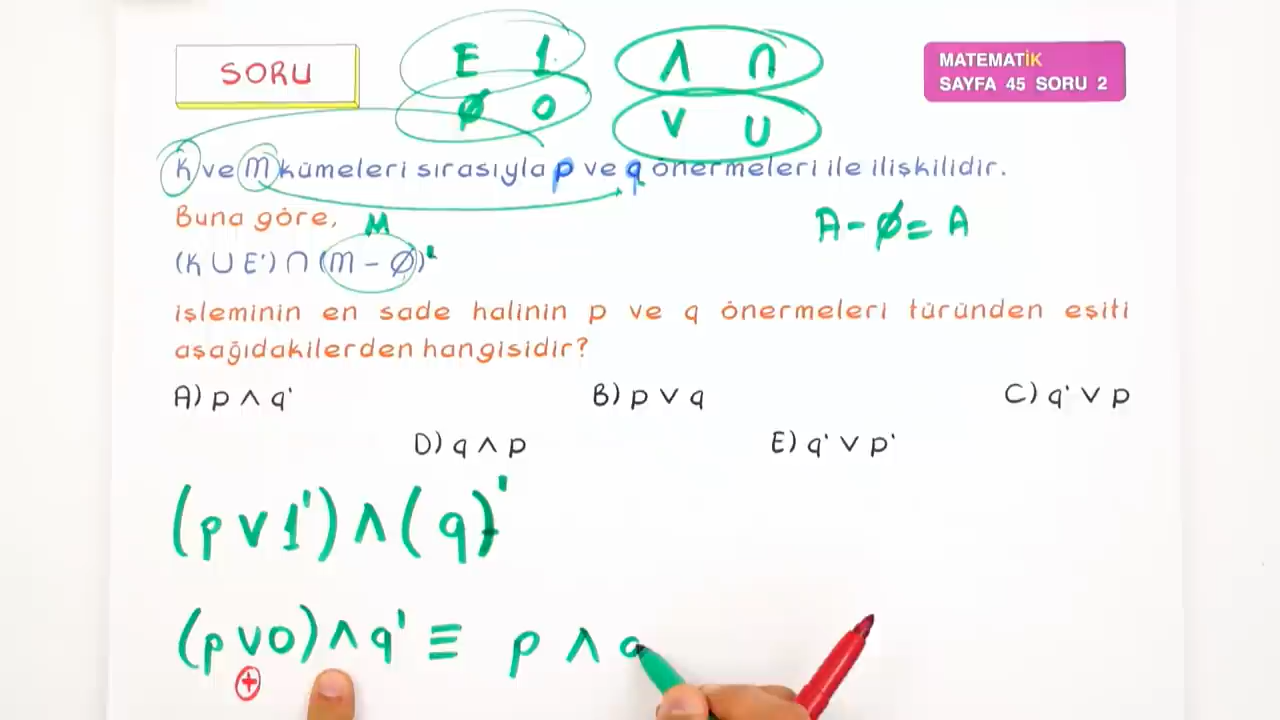 SORU
E 1
∅ 0
∧ ∩
∨ ∪
MATEMATİK
SAYFA 45 SORU 2
K ve M kümeleri sırasıyla p ve q önermeleri ile ilişkilidir.
Buna göre,
M
A - ∅ = A
(K ∪ E') ∩ (M - ∅)'
işleminin en sade halinin p ve q önermeleri türünden eşiti
aşağıdakilerden hangisidir?
A) p ∧ q'
B) p ∨ q
C) q' ∨ p
D) q ∧ p
E) q' ∨ p'
(p ∨ 1') ∧ (q)'
(p ∨ 0) ∧ q' ≡ p ∧
+